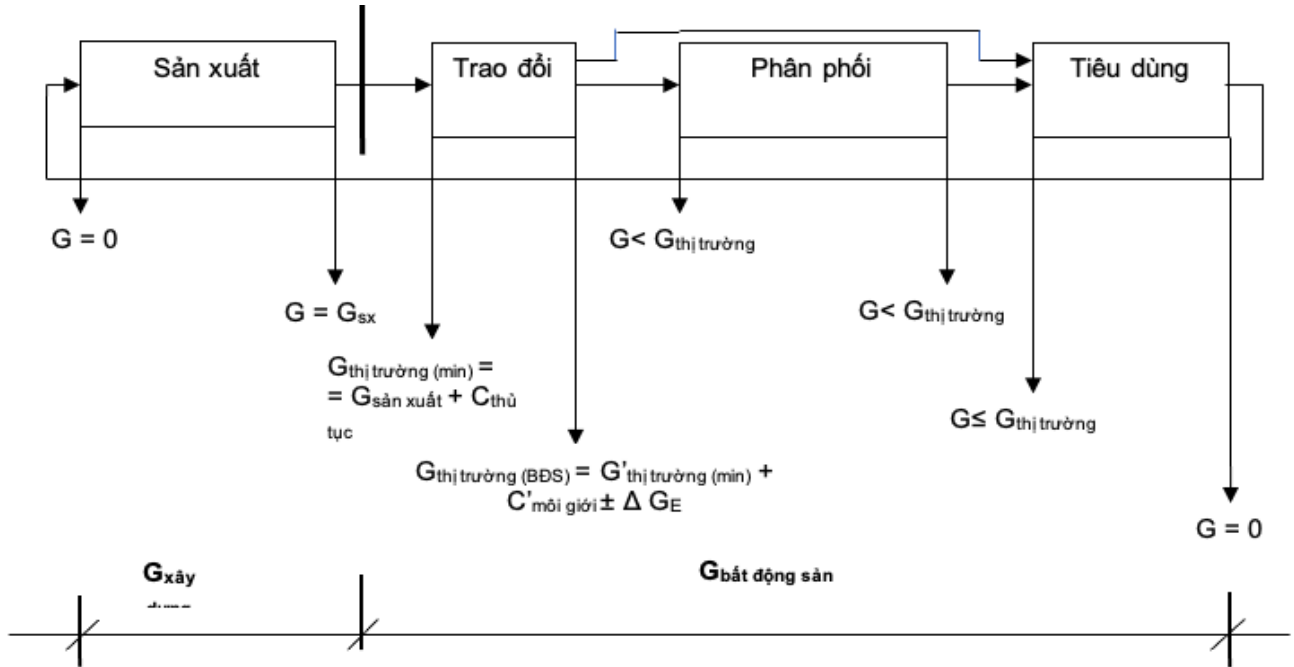 Sản xuất
Trao đổi
Phân phối
Tiêu dùng
G = 0
G< Gthị trường
G = Gsx
G< Gthị trường
Gthị trường (min) =
= Gsản xuất + Cthủ
tục
G≤ Gthị trường
Gthị trường (BĐS) = G'thị trường (min) +
C'môi giới ± Δ GE
G = 0
Gxây
Gbất động sản